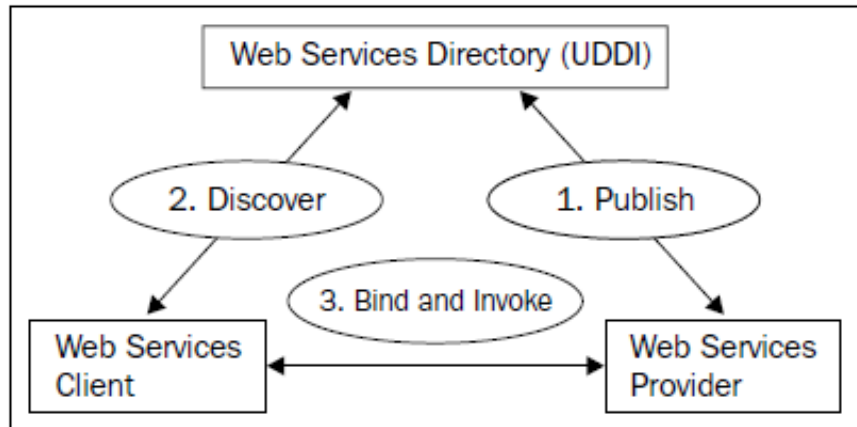 Web Services Directory (UDDI)
2. Discover
1. Publish
3. Bind and Invoke
Web Services
Client
Web Services
Provider